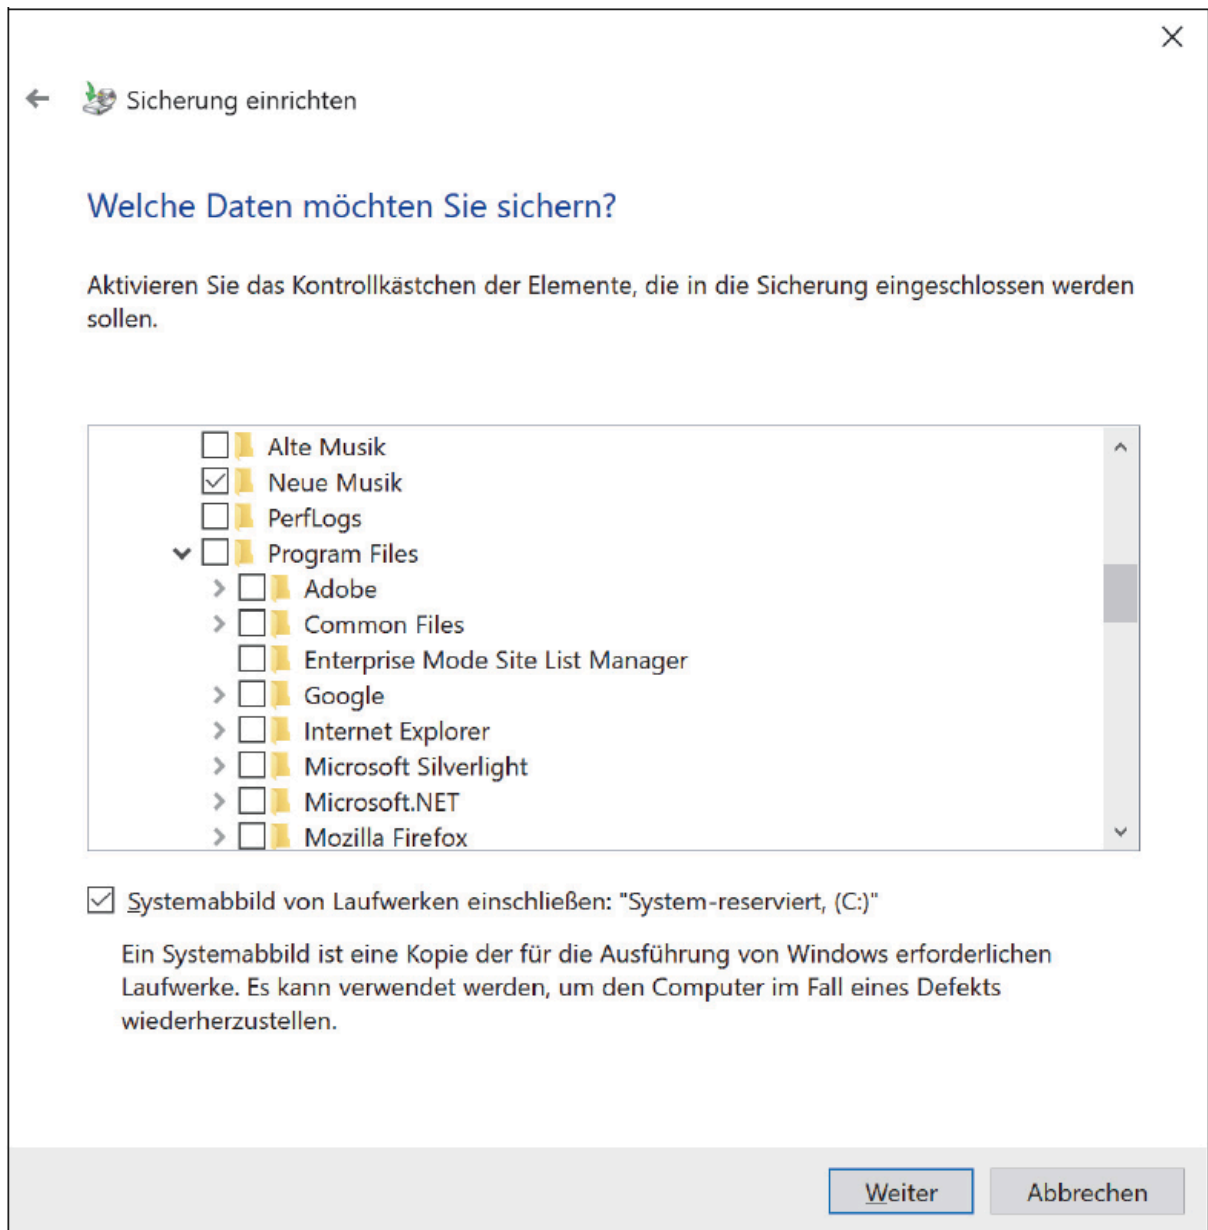 Sicherung einrichten
Welche Daten möchten Sie sichern?
Aktivieren Sie das Kontrollkästchen der Elemente, die in die Sicherung eingeschlossen werden
sollen.
Alte Musik
Neue Musik
PerfLogs
Program Files
Adobe
Common Files
Enterprise Mode Site List Manager
Google
Internet Explorer
Microsoft Silverlight
Microsoft.NET
Mozilla Firefox
Systemabbild von Laufwerken einschließen: "System-reserviert, (C:)"
Ein Systemabbild ist eine Kopie der für die Ausführung von Windows erforderlichen
Laufwerke. Es kann verwendet werden, um den Computer im Fall eines Defekts
wiederherzustellen.
Weiter
Abbrechen